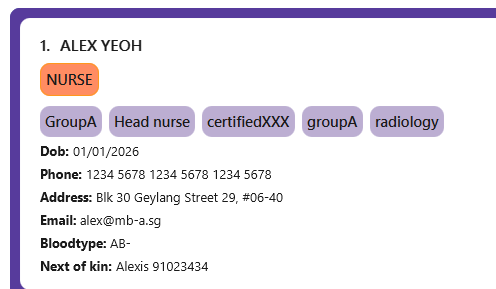 1. ALEX YEOH
NURSE
GroupA Head nurse certifiedXXX groupA radiology
Dob: 01/01/2026
Phone: 1234 5678 1234 5678 1234 5678
Address: Blk 30 Geylang Street 29, #06-40
Email: alex@mb-a.sg
Bloodtype: AB-
Next of kin: Alexis 91023434